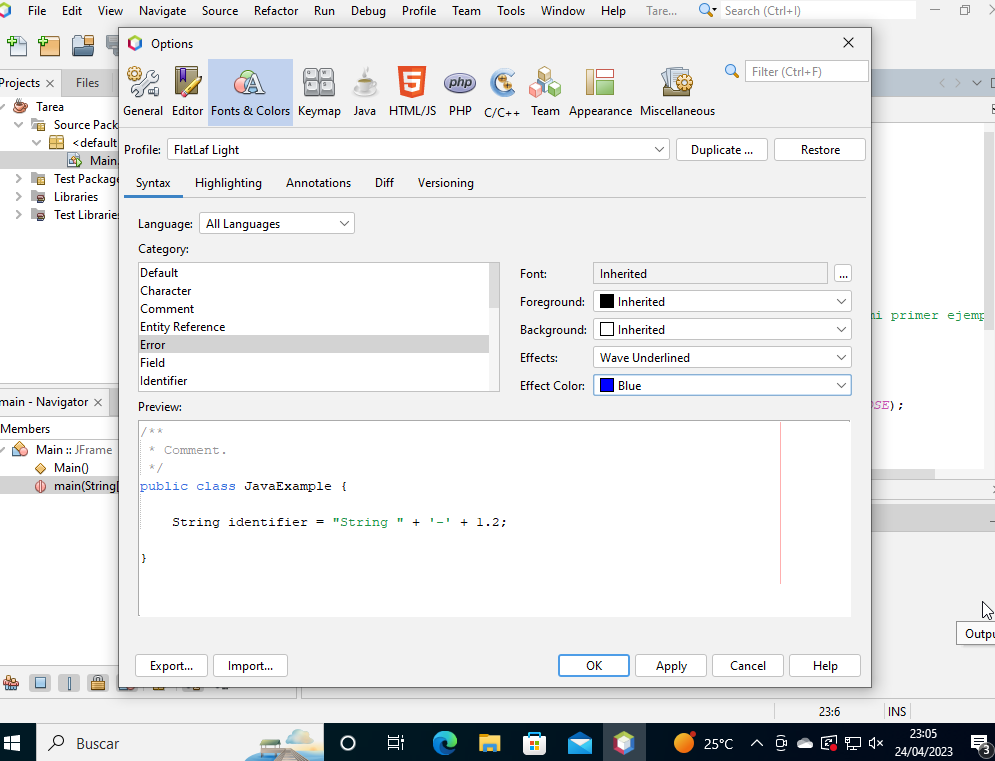 File Edit View Navigate Source Refactor Run Debug Profile Team Tools Window Help Tare... Search (Ctrl+I)
Options
General Editor Fonts & Colors Keymap Java HTML/JS PHP C/C++ Team Appearance Miscellaneous
Filter (Ctrl+F)
Projects Files
Tarea
Source Pack
<default
Main.
Test Package
Libraries
Test Librarie
Profile: FlatLaf Light Duplicate ... Restore
Syntax Highlighting Annotations Diff Versioning
Language: All Languages
Category:
Default
Character
Comment
Entity Reference
Error
Field
Identifier
Font: Inherited ...
Foreground: Inherited
Background: Inherited
Effects: Wave Underlined
Effect Color: Blue
mi primer ejemp
OSE);
main - Navigator
Members
Main :: JFrame
Main()
main(String[
Preview:
/**
* Comment.
*/
public class JavaExample {
String identifier = "String " + '-' + 1.2;
}
Outpu
Export... Import... OK Apply Cancel Help
23:6 INS
Buscar
25°C
23:05
24/04/2023
3